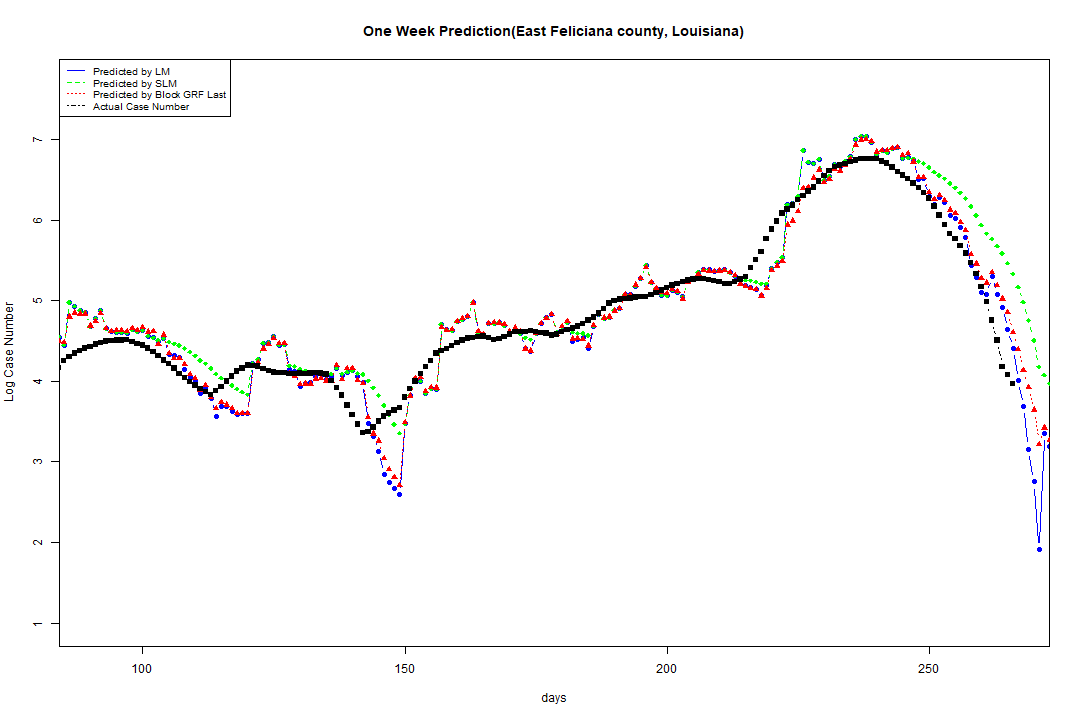 One Week Prediction(East Feliciana county, Louisiana)
Predicted by LM
Predicted by SLM
Predicted by Block GRF Last
Actual Case Number
7
6
5
4
3
2
1
Log Case Number
100 150 200 250
days